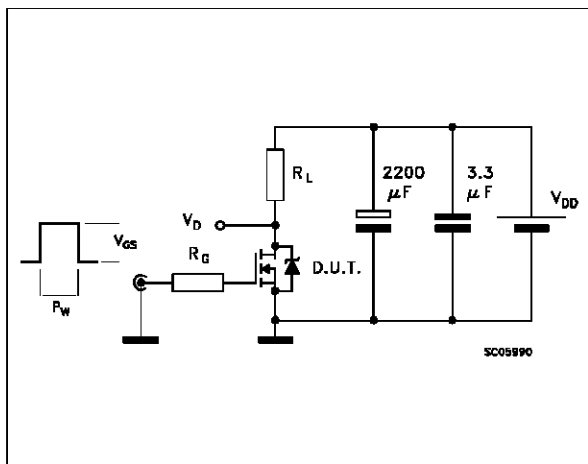 2200
μF
3.3
μF
R_L
V_DD
V_D
V_GS
R_G
D.U.T.
P_W
SC05990